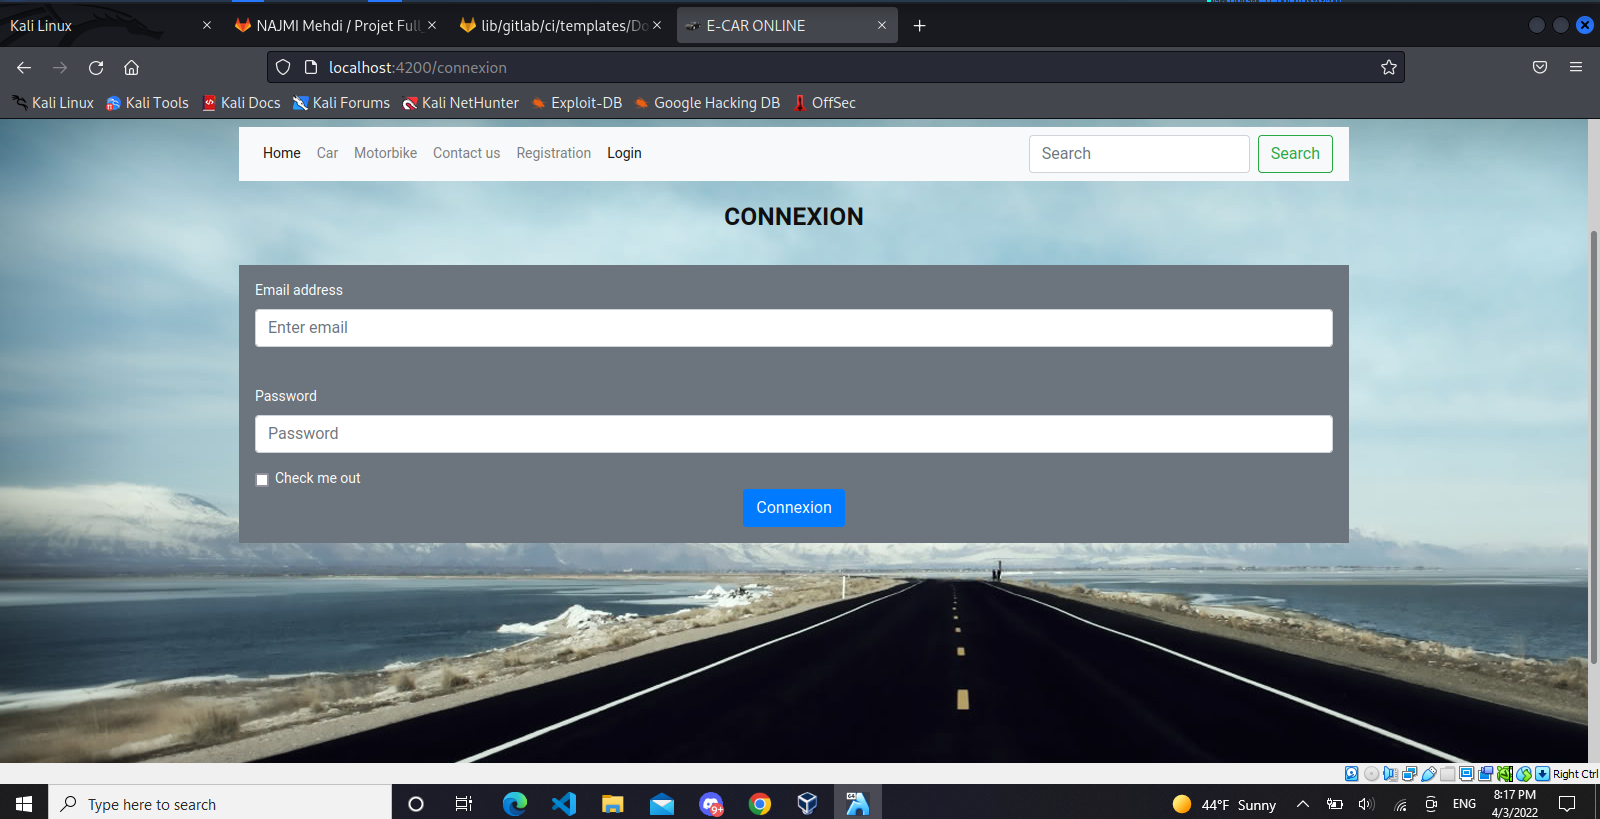 Kali Linux
NAJMI Mehdi / Projet Full
lib/gitlab/ci/templates/Do
E-CAR ONLINE
localhost:4200/connexion
Kali Linux
Kali Tools
Kali Docs
Kali Forums
Kali NetHunter
Exploit-DB
Google Hacking DB
OffSec
Home Car Motorbike Contact us Registration Login
Search
Search
CONNEXION
Email address
Enter email
Password
Password
Check me out
Connexion
Right Ctrl
Type here to search
9+
64
44°F Sunny
ENG
8:17 PM
4/3/2022